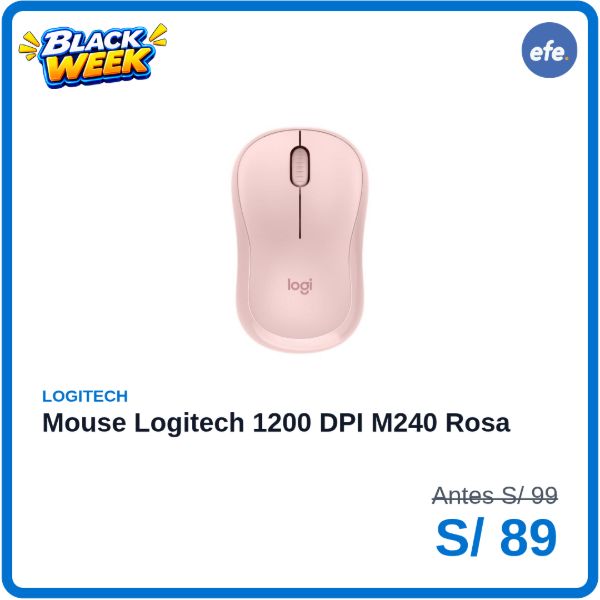 BLACK
WEEK
efe.
logi
LOGITECH
Mouse Logitech 1200 DPI M240 Rosa
Antes S/ 99
S/ 89